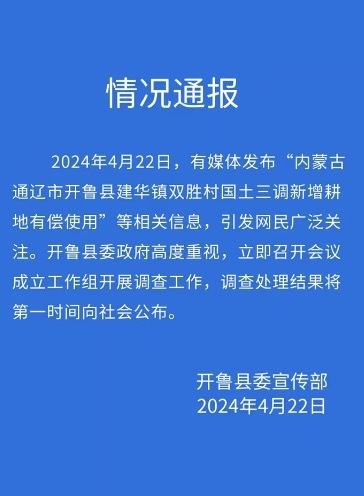 情况通报
2024年4月22日，有媒体发布“内蒙古
通辽市开鲁县建华镇双胜村国土三调新增耕
地有偿使用”等相关信息，引发网民广泛关
注。开鲁县委政府高度重视，立即召开会议
成立工作组开展调查工作，调查处理结果将
第一时间向社会公布。
开鲁县委宣传部
2024年4月22日